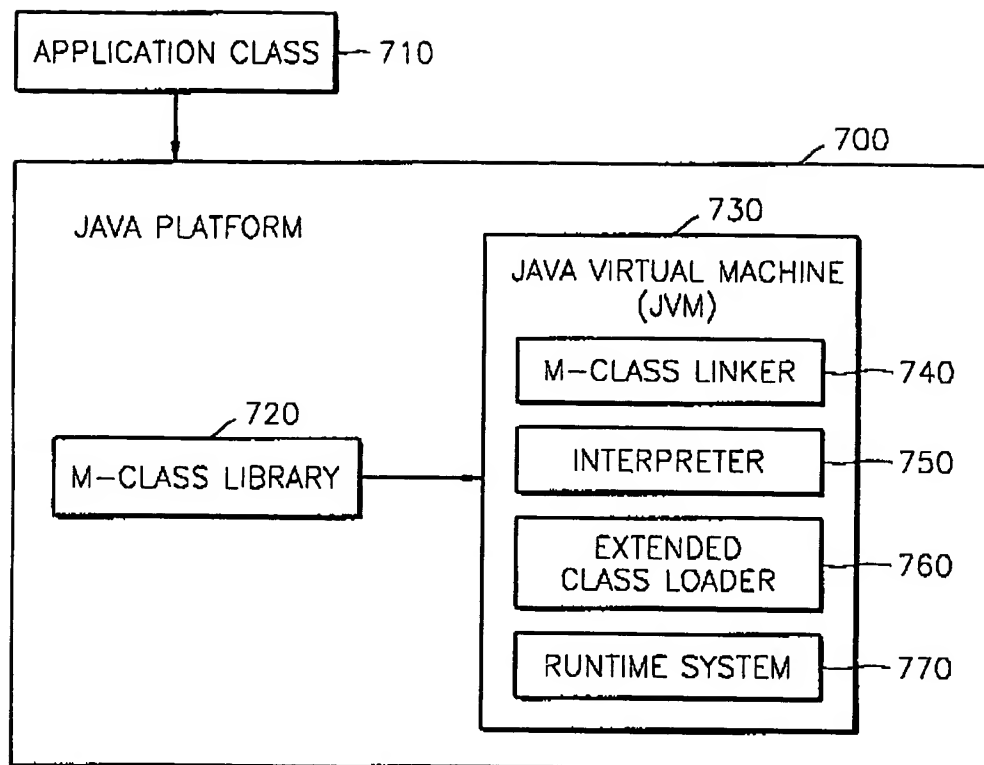 APPLICATION CLASS
710
700
JAVA PLATFORM
730
JAVA VIRTUAL MACHINE
(JVM)
M-CLASS LINKER
740
720
M-CLASS LIBRARY
INTERPRETER
750
EXTENDED
CLASS LOADER
760
RUNTIME SYSTEM
770